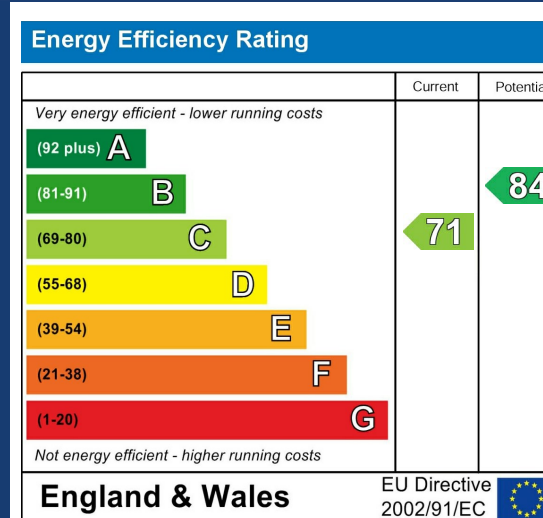 Energy Efficiency Rating
Current Potentia
Very energy efficient - lower running costs
(92 plus) A
(81-91) B
84
(69-80) C
71
(55-68) D
(39-54) E
(21-38) F
(1-20) G
Not energy efficient - higher running costs
England & Wales
EU Directive
2002/91/EC